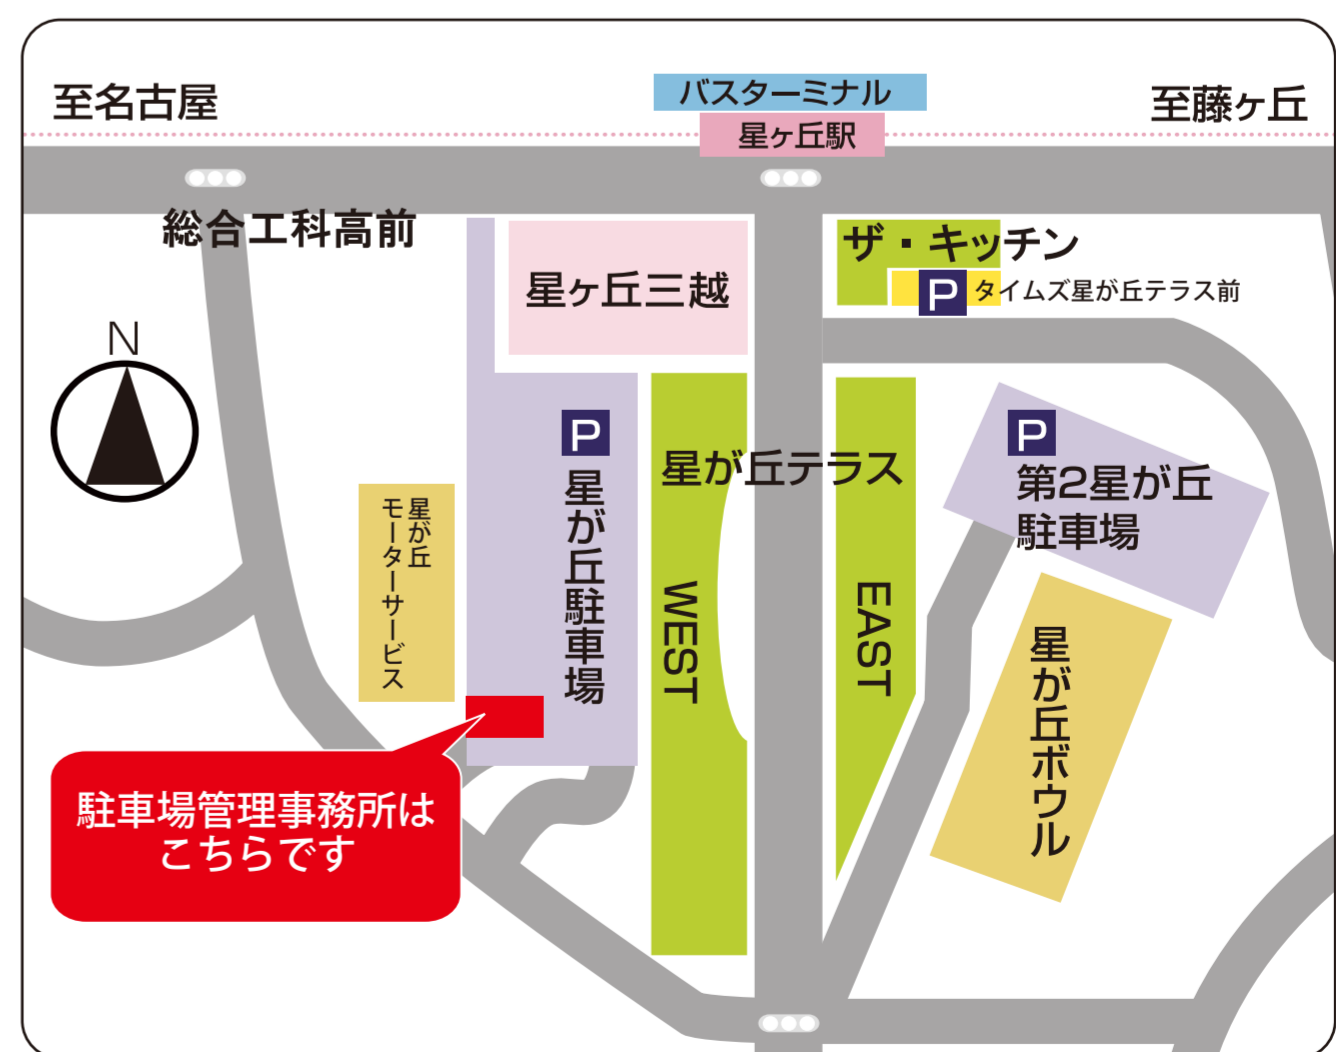 至名古屋
バスターミナル
至藤ヶ丘
星ヶ丘駅
総合工科高前
ザ・キッチン
星ヶ丘三越
P
タイムズ星が丘テラス前
N
P
P
星が丘テラス
第2星が丘
駐車場
星が丘駐車場
星が丘
モーターサービス
WEST
EAST
星が丘ボウル
駐車場管理事務所は
こちらです